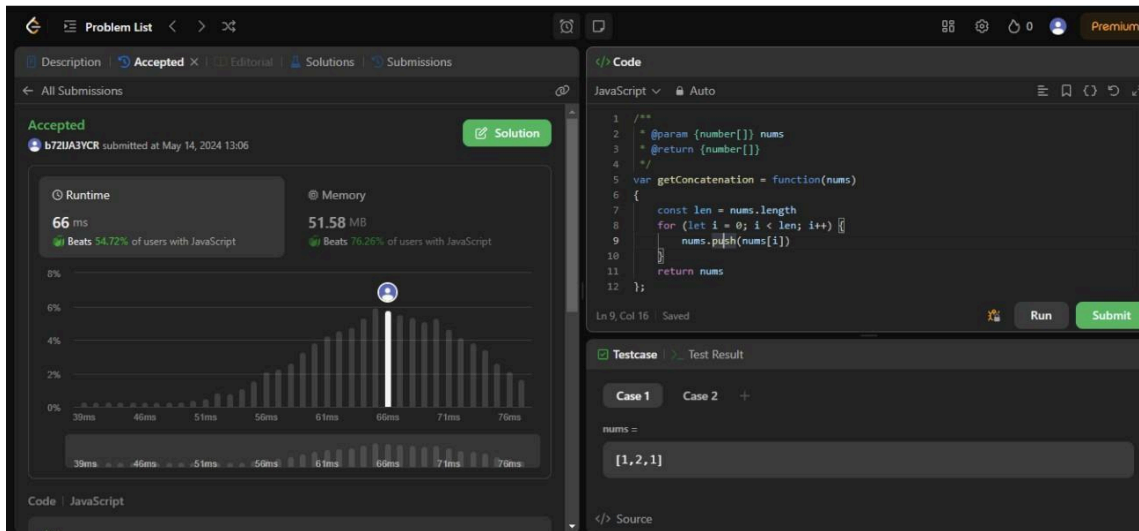 Problem List
0
Premium
Description
Accepted
Editorial
Solutions
Submissions
All Submissions
Accepted
b72IJA3YCR submitted at May 14, 2024 13:06
Solution
Runtime
66 ms
Beats 54.72% of users with JavaScript
Memory
51.58 MB
Beats 76.26% of users with JavaScript
8%
6%
4%
2%
0%
39ms 46ms 51ms 56ms 61ms 66ms 71ms 76ms
39ms 46ms 51ms 56ms 61ms 66ms 71ms 76ms
Code | JavaScript
</> Code
JavaScript Auto
1 /**
2 * @param {number[]} nums
3 * @return {number[]}
4 */
5 var getConcatenation = function(nums)
6 {
7 const len = nums.length
8 for (let i = 0; i < len; i++) {
9 nums.push(nums[i])
10 }
11 return nums
12 };
Ln 9, Col 16 Saved
Run
Submit
Testcase
>_ Test Result
Case 1
Case 2
+
nums =
[1,2,1]
</> Source